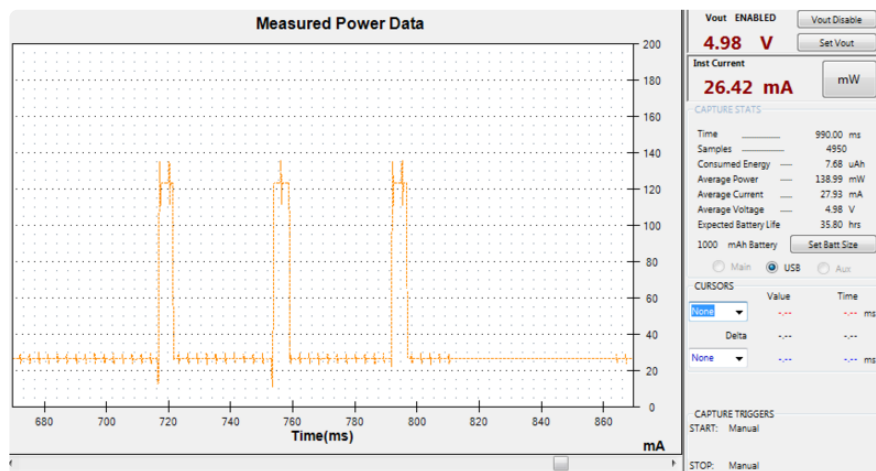 Measured Power Data
200
180
160
140
120
100
80
60
40
20
0
680 700 720 740 760 780 800 820 840 860
Time(ms)
mA
Vout ENABLED
Vout Disable
4.98 V
Set Vout
Inst Current
26.42 mA
mW
CAPTURE STATS
Time 990.00 ms
Samples 4950
Consumed Energy 7.68 uAh
Average Power 138.99 mW
Average Current 27.93 mA
Average Voltage 4.98 V
Expected Battery Life 35.80 hrs
1000 mAh Battery Set Batt Size
Main USB Aux
CURSORS
Value Time
None -.-- -.-- ms
Delta -.-- -.--
None -.-- -.-- ms
CAPTURE TRIGGERS
START: Manual
STOP: Manual